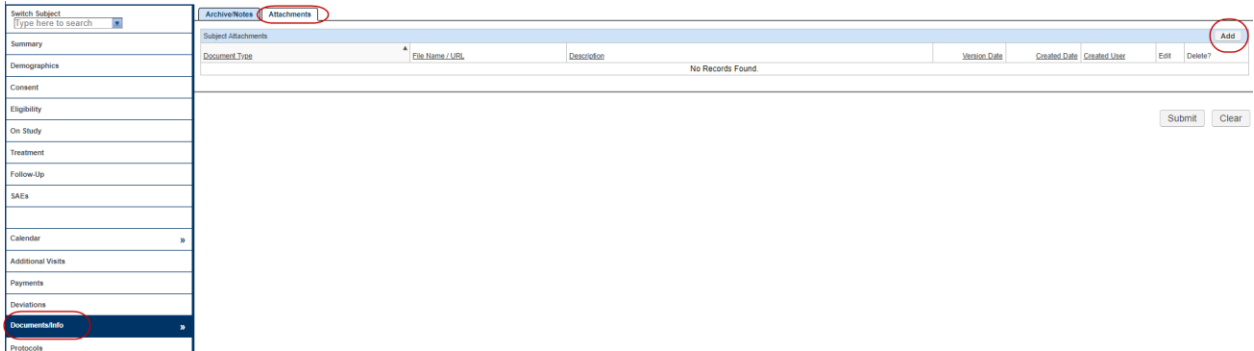 Switch Subject
Type here to search
Summary
Demographics
Consent
Eligibility
On Study
Treatment
Follow-Up
SAEs
Calendar »
Additional Visits
Payments
Deviations
Documents/Info »
Protocols
Archive/Notes Attachments
Subject Attachments Add
Document Type File Name / URL Description Version Date Created Date Created User Edit Delete?
No Records Found.
Submit Clear